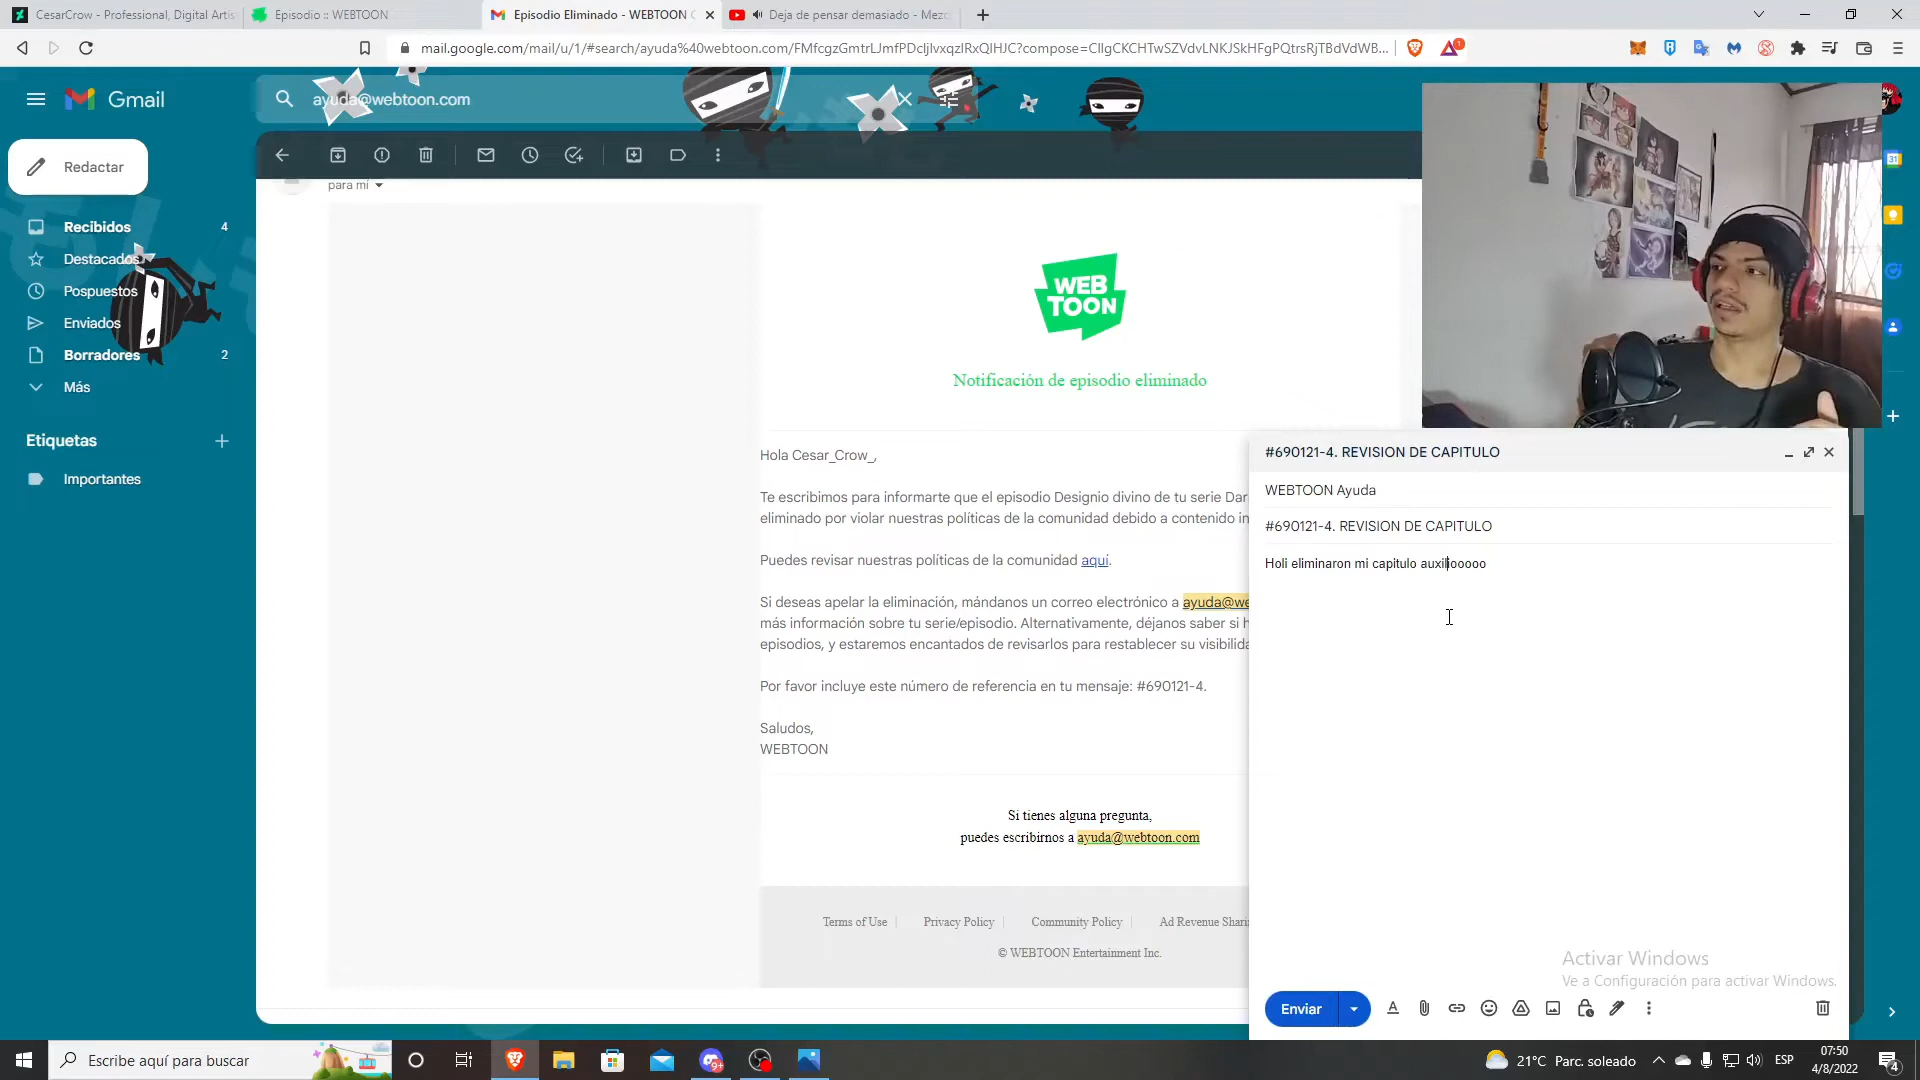 CesarCrow - Professional, Digital Artis
Episodio :: WEBTOON
Episodio Eliminado - WEBTOON C
Deja de pensar demasiado - Mezc
mail.google.com/mail/u/1/#search/ayuda%40webtoon.com/FMfcgzGmtrLJmfPDcljlvxqzlRxQlHJC?compose=CllgCKCHTwSZVdvLNKJSkHFgPQtrsRjTBdVdWB...
1
Gmail
ayuda@webtoon.com
Redactar
para mí
31
Recibidos 4
Destacados
Pospuestos
Enviados
Borradores 2
Más
Etiquetas
Importantes
WEB
TOON
Notificación de episodio eliminado
Hola Cesar_Crow_,
Te escribimos para informarte que el episodio Designio divino de tu serie Dar
eliminado por violar nuestras políticas de la comunidad debido a contenido in
Puedes revisar nuestras políticas de la comunidad aquí.
Si deseas apelar la eliminación, mándanos un correo electrónico a ayuda@we
más información sobre tu serie/episodio. Alternativamente, déjanos saber si h
episodios, y estaremos encantados de revisarlos para restablecer su visibilida
Por favor incluye este número de referencia en tu mensaje: #690121-4.
Saludos,
WEBTOON
Si tienes alguna pregunta,
puedes escribirnos a ayuda@webtoon.com
Terms of Use | Privacy Policy | Community Policy | Ad Revenue Shari
© WEBTOON Entertainment Inc.
#690121-4. REVISION DE CAPITULO
WEBTOON Ayuda
#690121-4. REVISION DE CAPITULO
Holi eliminaron mi capitulo auxiliooooo
Activar Windows
Ve a Configuración para activar Windows.
Enviar
Escribe aquí para buscar
9+
21°C Parc. soleado
ESP
07:50
4/8/2022
4